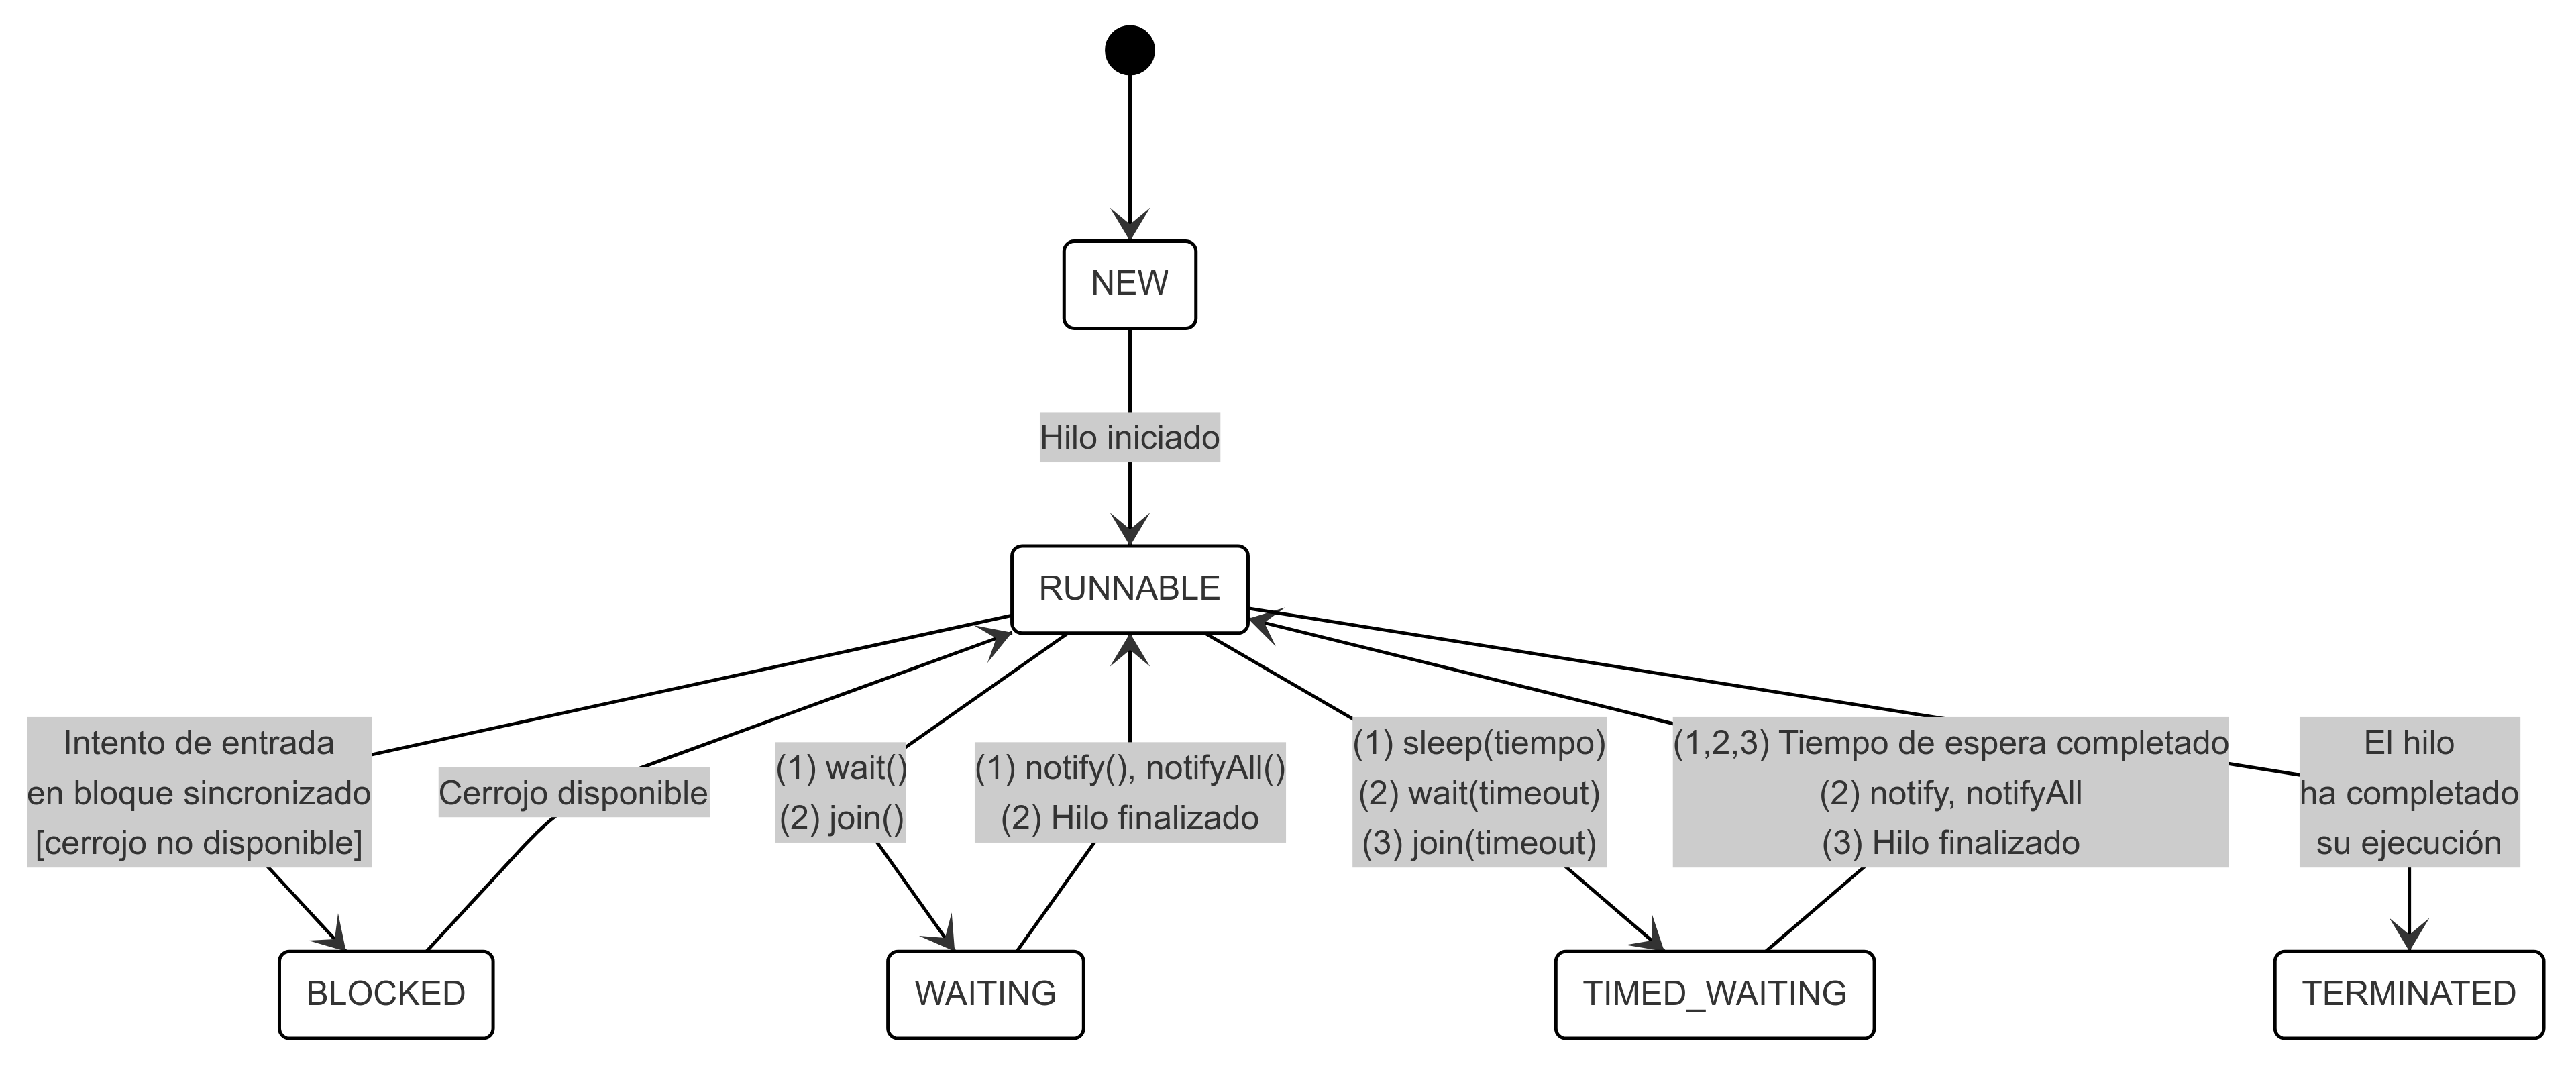 NEW
Hilo iniciado
RUNNABLE
Intento de entrada
en bloque sincronizado
[cerrojo no disponible]
Cerrojo disponible
(1) wait()
(2) join()
(1) notify(), notifyAll()
(2) Hilo finalizado
(1) sleep(tiempo)
(2) wait(timeout)
(3) join(timeout)
(1,2,3) Tiempo de espera completado
(2) notify, notifyAll
(3) Hilo finalizado
El hilo
ha completado
su ejecución
BLOCKED
WAITING
TIMED_WAITING
TERMINATED